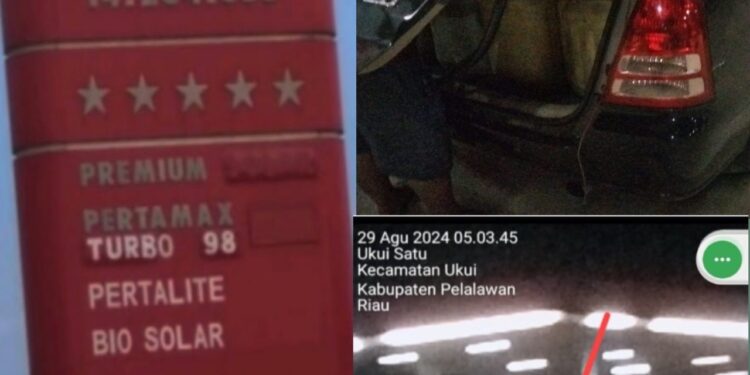 PREMIUM
PERTAMAX
TURBO 98
PERTALITE
BIO SOLAR
29 Agu 2024 05.03.45
Ukui Satu
Kecamatan Ukui
Kabupaten Pelalawan
Riau